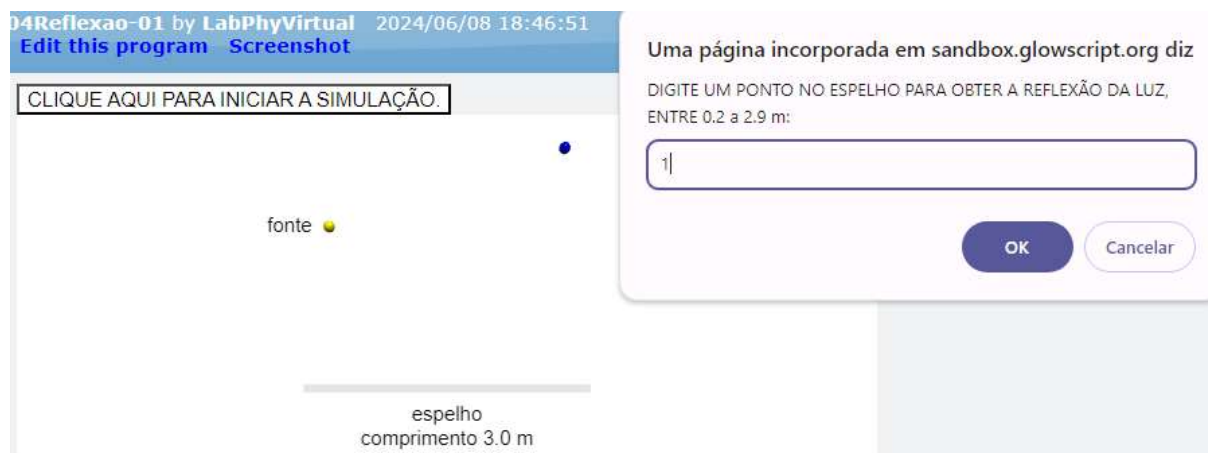 04Reflexao-01 by LabPhyVirtual 2024/06/08 18:46:51
Edit this program Screenshot
CLIQUE AQUI PARA INICIAR A SIMULAÇÃO.
fonte
espelho
comprimento 3.0 m
Uma página incorporada em sandbox.glowscript.org diz
DIGITE UM PONTO NO ESPELHO PARA OBTER A REFLEXÃO DA LUZ,
ENTRE 0.2 a 2.9 m:
1
OK Cancelar